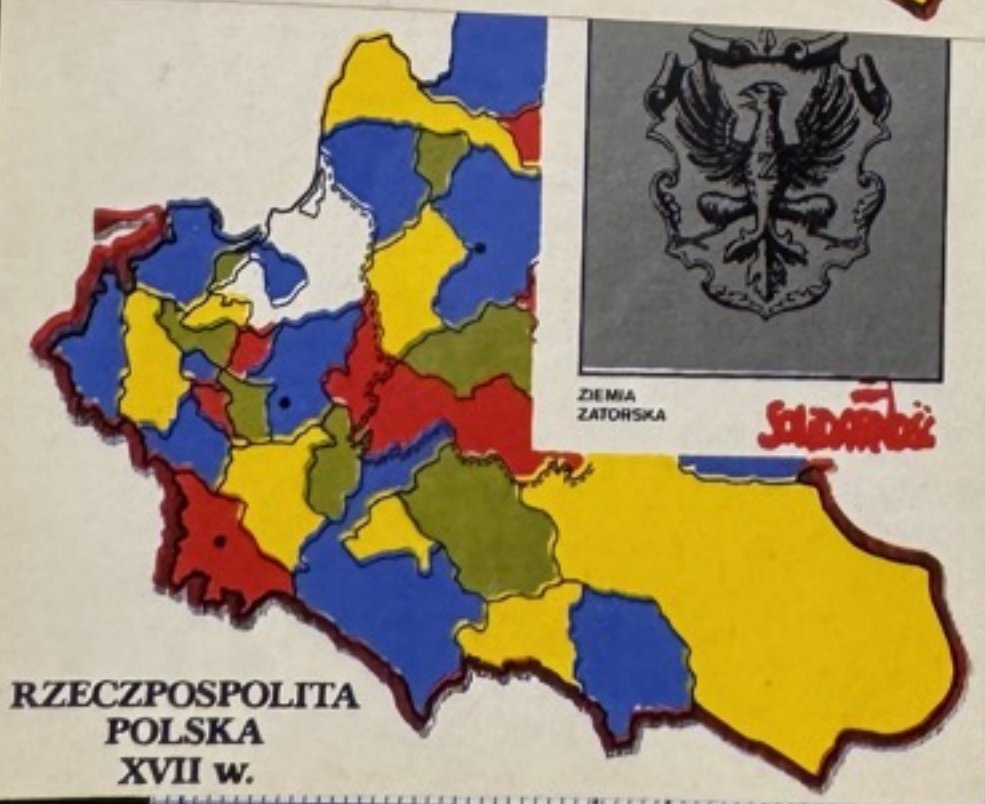 Z
ZIEMIA
ZATORSKA
SOLIDARNOŚĆ
RZECZPOSPOLITA
POLSKA
XVII w.